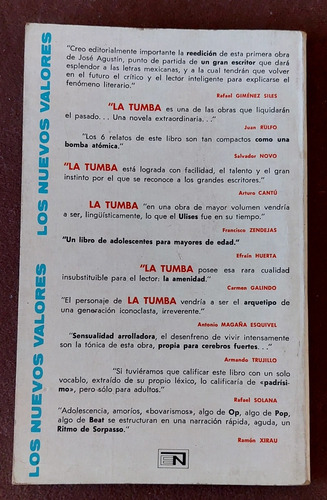 LOS NUEVOS VALORES
LOS NUEVOS VALORES
"Creo editorialmente importante la reedición de esta primera obra
de José Agustín, punto de partida de un gran escritor que dará
esplendor a las letras mexicanas, y a la cual tendrán que volver
en el futuro el crítico y el lector inteligente para explicarse el
fenómeno literario."
Rafael GIMÉNEZ SILES
"LA TUMBA es una de las obras que liquidarán
el pasado... Una novela extraordinaria..."
Juan RULFO
"Los 6 relatos de este libro son tan compactos como una
bomba atómica."
Salvador NOVO
"LA TUMBA está lograda con facilidad, el talento y el gran
instinto por el que se reconoce a los grandes escritores."
Arturo CANTÚ
LA TUMBA "en una obra de mayor volumen vendría
a ser, lingüísticamente, lo que el Ulises fue en su tiempo."
Francisco ZENDEJAS
"Un libro de adolescentes para mayores de edad."
Efraín HUERTA
"LA TUMBA posee esa rara cualidad
insubstituible para el lector: la amenidad."
Carmen GALINDO
"El personaje de LA TUMBA vendría a ser el arquetipo de
una generación iconoclasta, irreverente."
Antonio MAGAÑA ESQUIVEL
"Sensualidad arrolladora, el desenfreno de vivir intensamente
son la tónica de esta obra, propia para cerebros fuertes..."
Armando TRUJILLO
"Si tuviéramos que calificar este libro con un solo
vocablo, extraído de su propio léxico, lo calificaría de «padrísi-
mo», pero sólo para adultos."
Rafael SOLANA
"Adolescencia, amoríos, «bovarismos», algo de Op, algo de Pop,
algo de Beat se estructuran en una narración rápida, aguda, un
Ritmo de Sorpasso."
Ramón XIRAU
EN